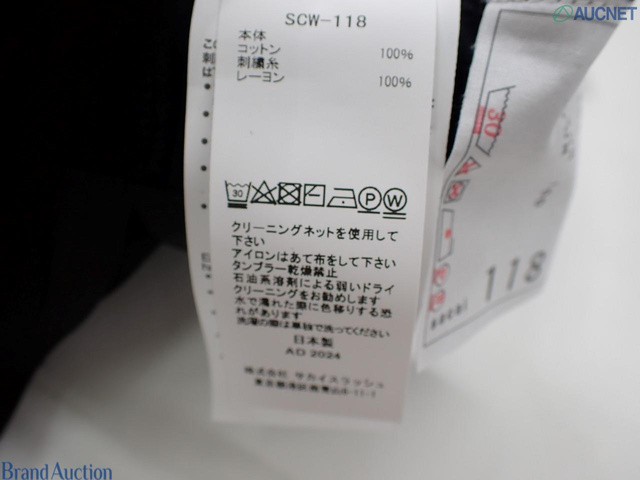 AUCNET
SCW-118
本体
コットン 100%
刺繍糸
レーヨン 100%
30
P W
クリーニングネットを使用して
下さい
アイロンはあて布をして下さい
タンブラー乾燥禁止
石油系溶剤による弱いドライ
クリーニングをお勧めします
水で濡れた際に色移りする恐
れがあります
洗濯の際は単独で洗ってください
日本製
AD 2024
株式会社 サカイスラッシュ
30
118
sacai
Brand Auction